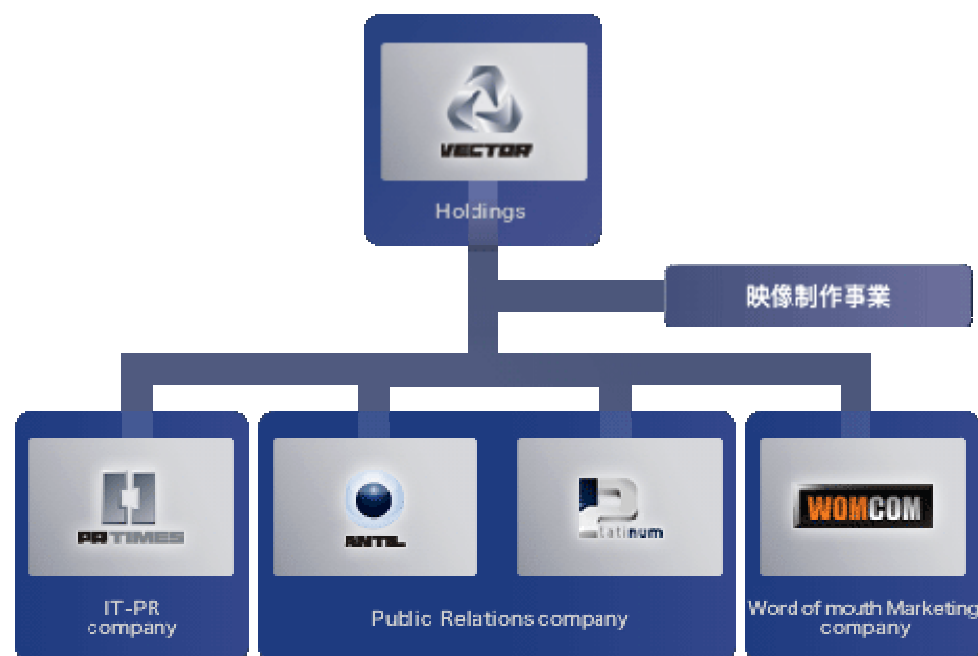 VECTOR
Holdings
映像制作事業
PR TIMES
ANTIL
Platinum
WOMCOM
IT-PR
company
Public Relations company
Word of mouth Marketing
company